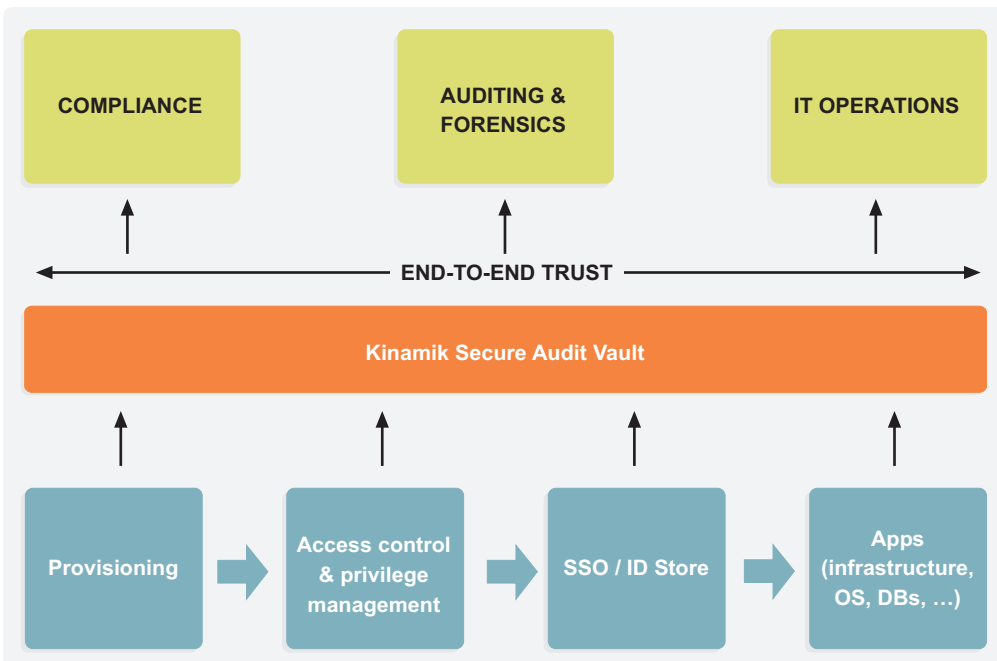 COMPLIANCE
AUDITING &
FORENSICS
IT OPERATIONS
END-TO-END TRUST
Kinamik Secure Audit Vault
Provisioning
Access control
& privilege
management
SSO / ID Store
Apps
(infrastructure,
OS, DBs, …)